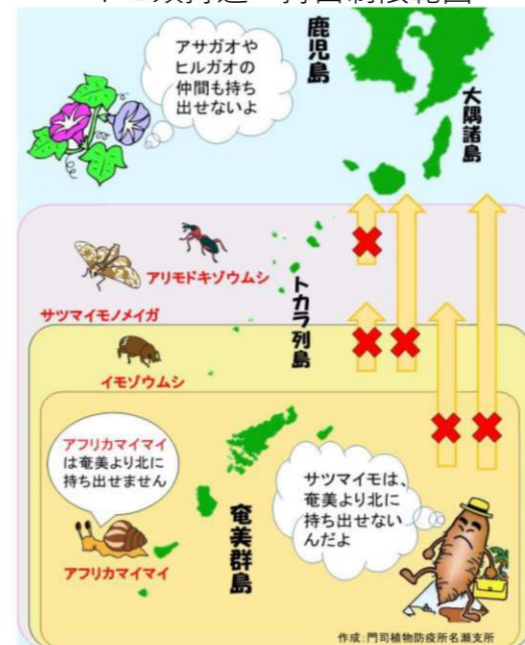 アサガオや
ヒルガオの
仲間も持ち
出せないよ
鹿児島
大隅諸島
アリモドキゾウムシ
サツマイモノメイガ
トカラ列島
イモゾウムシ
アフリカマイマイ
は奄美より北に
持ち出せません
アフリカマイマイ
奄美群島
サツマイモは、
奄美より北に
持ち出せない
んだよ
作成:門司植物防疫所名瀬支所